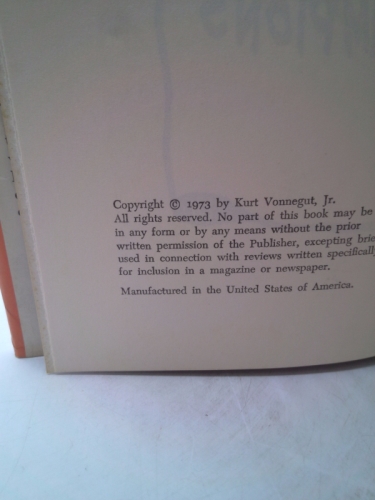 Copyright © 1973 by Kurt Vonnegut, Jr.
All rights reserved. No part of this book may be
in any form or by any means without the prior
written permission of the Publisher, excepting brie
used in connection with reviews written specifically
for inclusion in a magazine or newspaper.
Manufactured in the United States of America.